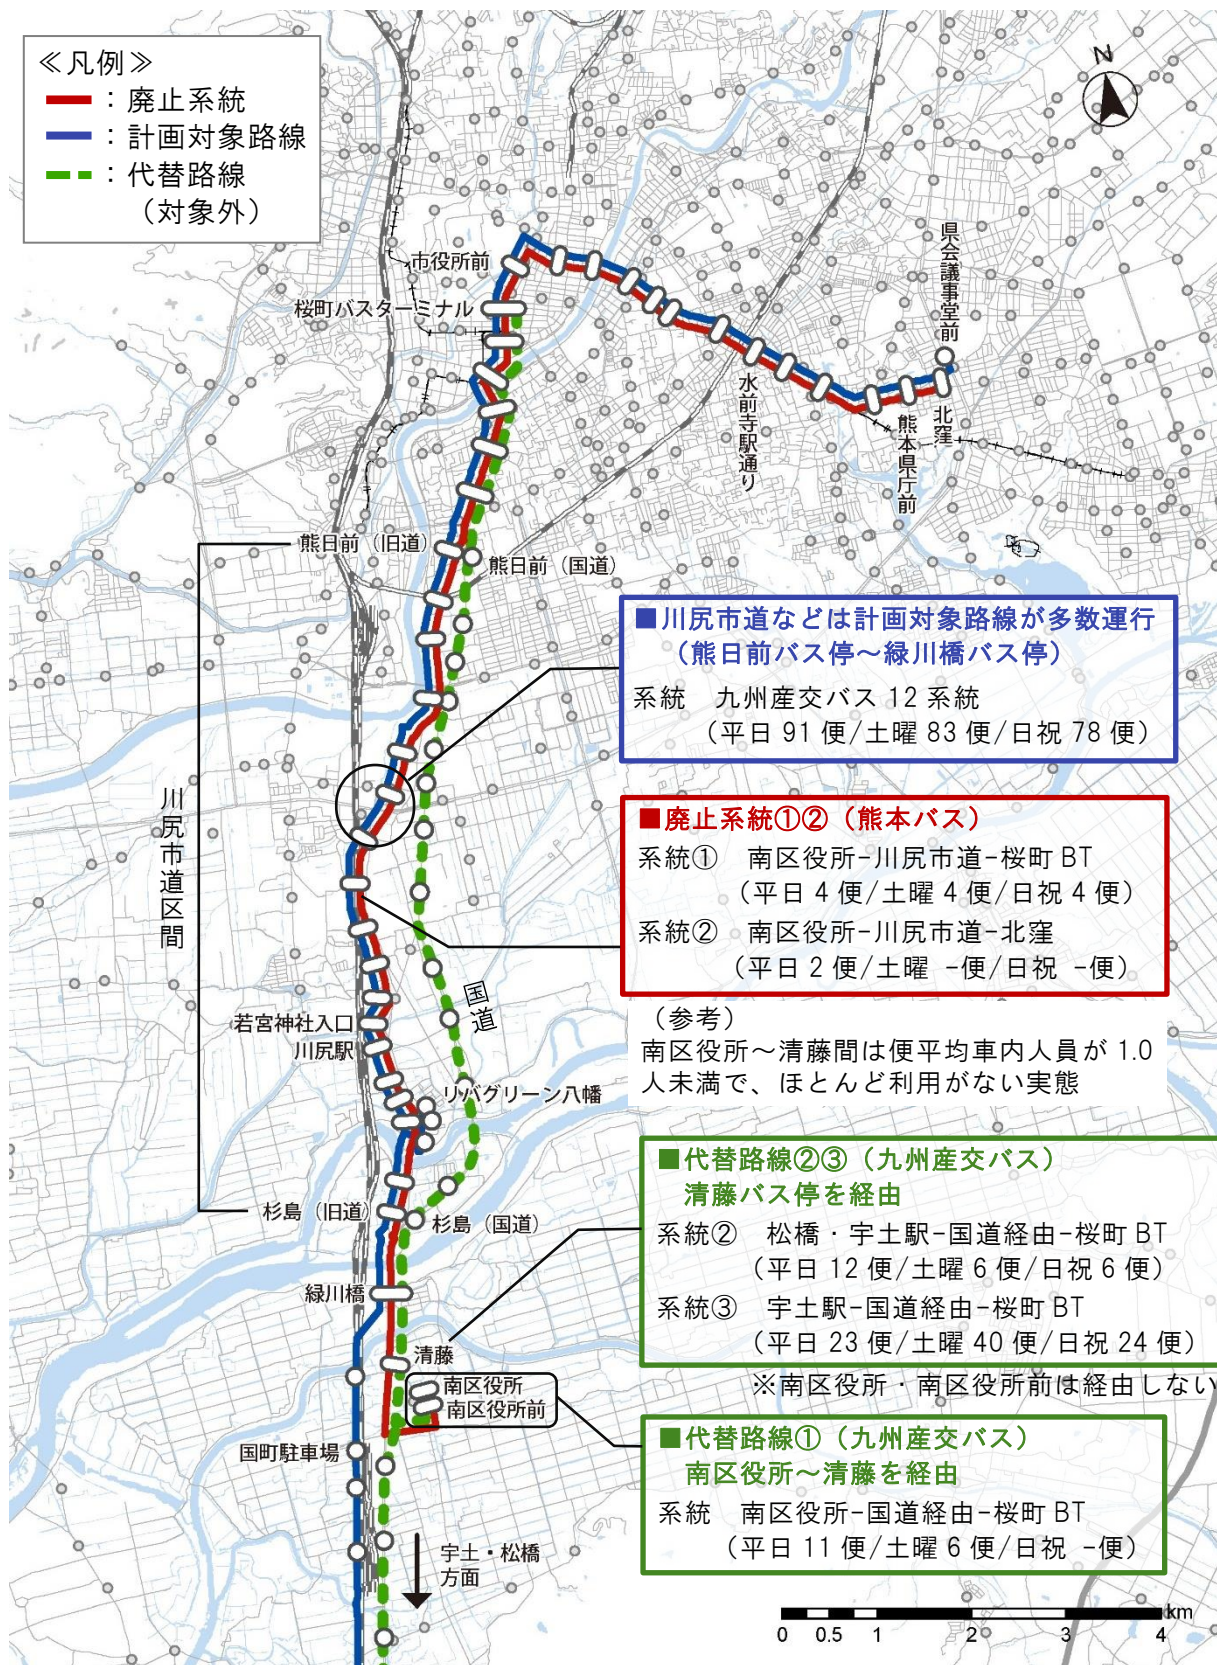 ≪凡例≫
：廃止系統
：計画対象路線
：代替路線
（対象外）
N
市役所前
桜町バスターミナル
県会議事堂前
水前寺駅通り
熊本県庁前
北窪
熊日前（旧道）
熊日前（国道）
■川尻市道などは計画対象路線が多数運行
（熊日前バス停～緑川橋バス停）
系統　九州産交バス 12 系統
（平日 91 便/土曜 83 便/日祝 78 便）
川尻市道区間
■廃止系統①②（熊本バス）
系統①　南区役所-川尻市道-桜町 BT
（平日 4 便/土曜 4 便/日祝 4 便）
系統②　南区役所-川尻市道-北窪
（平日 2 便/土曜 -便/日祝 -便）
国道
（参考）
南区役所～清藤間は便平均車内人員が 1.0
人未満で、ほとんど利用がない実態
若宮神社入口
川尻駅
リバグリーン八幡
■代替路線②③（九州産交バス）
清藤バス停を経由
系統②　松橋・宇土駅-国道経由-桜町 BT
（平日 12 便/土曜 6 便/日祝 6 便）
系統③　宇土駅-国道経由-桜町 BT
（平日 23 便/土曜 40 便/日祝 24 便）
※南区役所・南区役所前は経由しない
杉島（旧道）
杉島（国道）
緑川橋
清藤
南区役所
南区役所前
■代替路線①（九州産交バス）
南区役所～清藤を経由
系統　南区役所-国道経由-桜町 BT
（平日 11 便/土曜 6 便/日祝 -便）
国町駐車場
宇土・松橋
方面
km
0 0.5 1 2 3 4